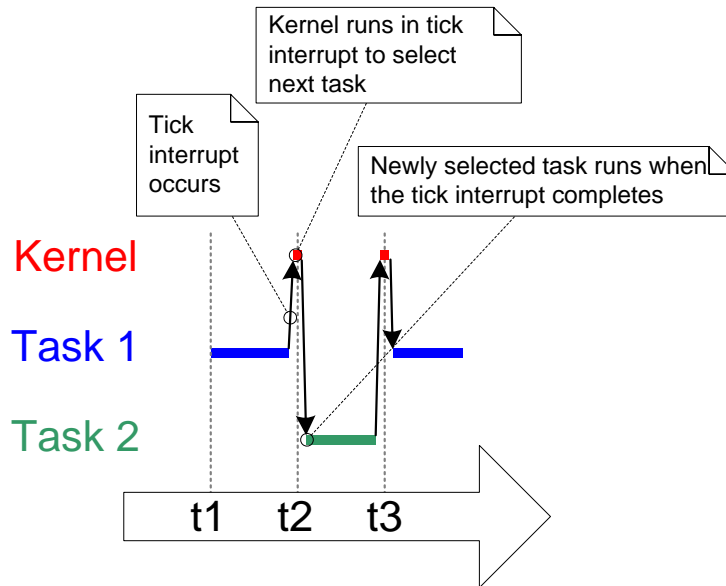 Kernel runs in tick
interrupt to select
next task
Tick
interrupt
occurs
Newly selected task runs when
the tick interrupt completes
Kernel
Task 1
Task 2
t1 t2 t3